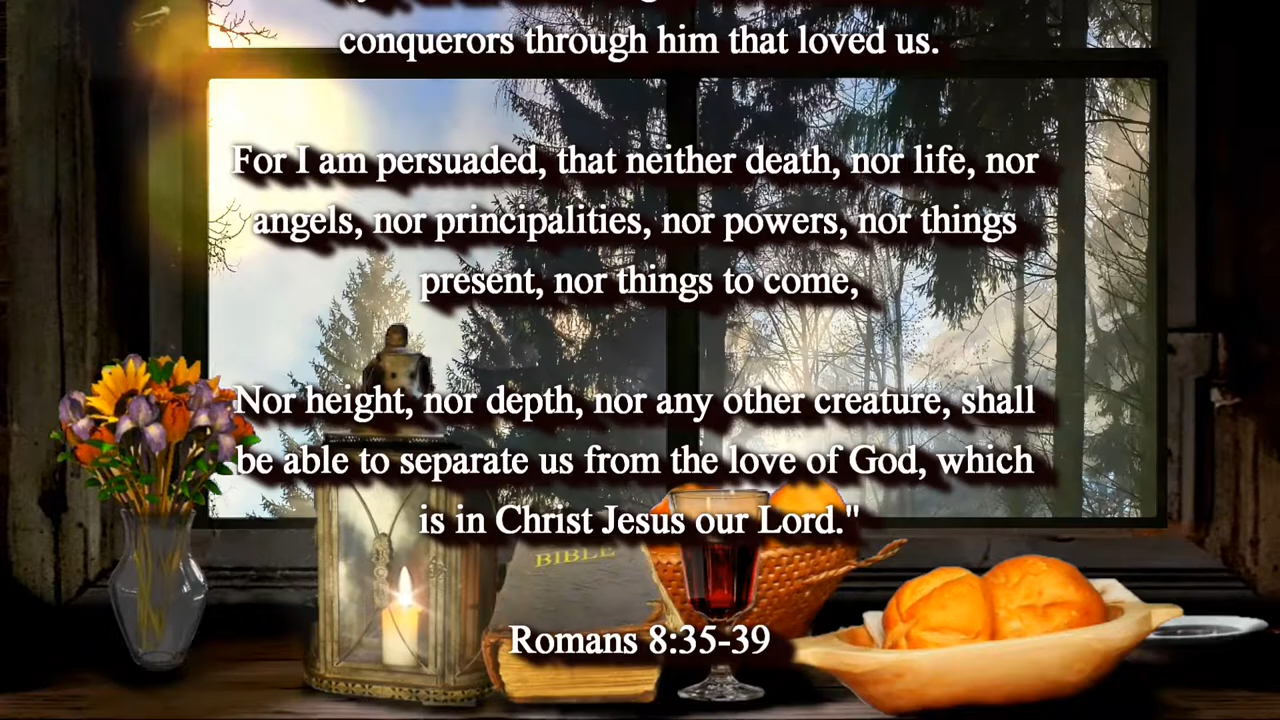 conquerors through him that loved us.
For I am persuaded, that neither death, nor life, nor
angels, nor principalities, nor powers, nor things
present, nor things to come,
Nor height, nor depth, nor any other creature, shall
be able to separate us from the love of God, which
is in Christ Jesus our Lord."
BIBLE
Romans 8:35-39